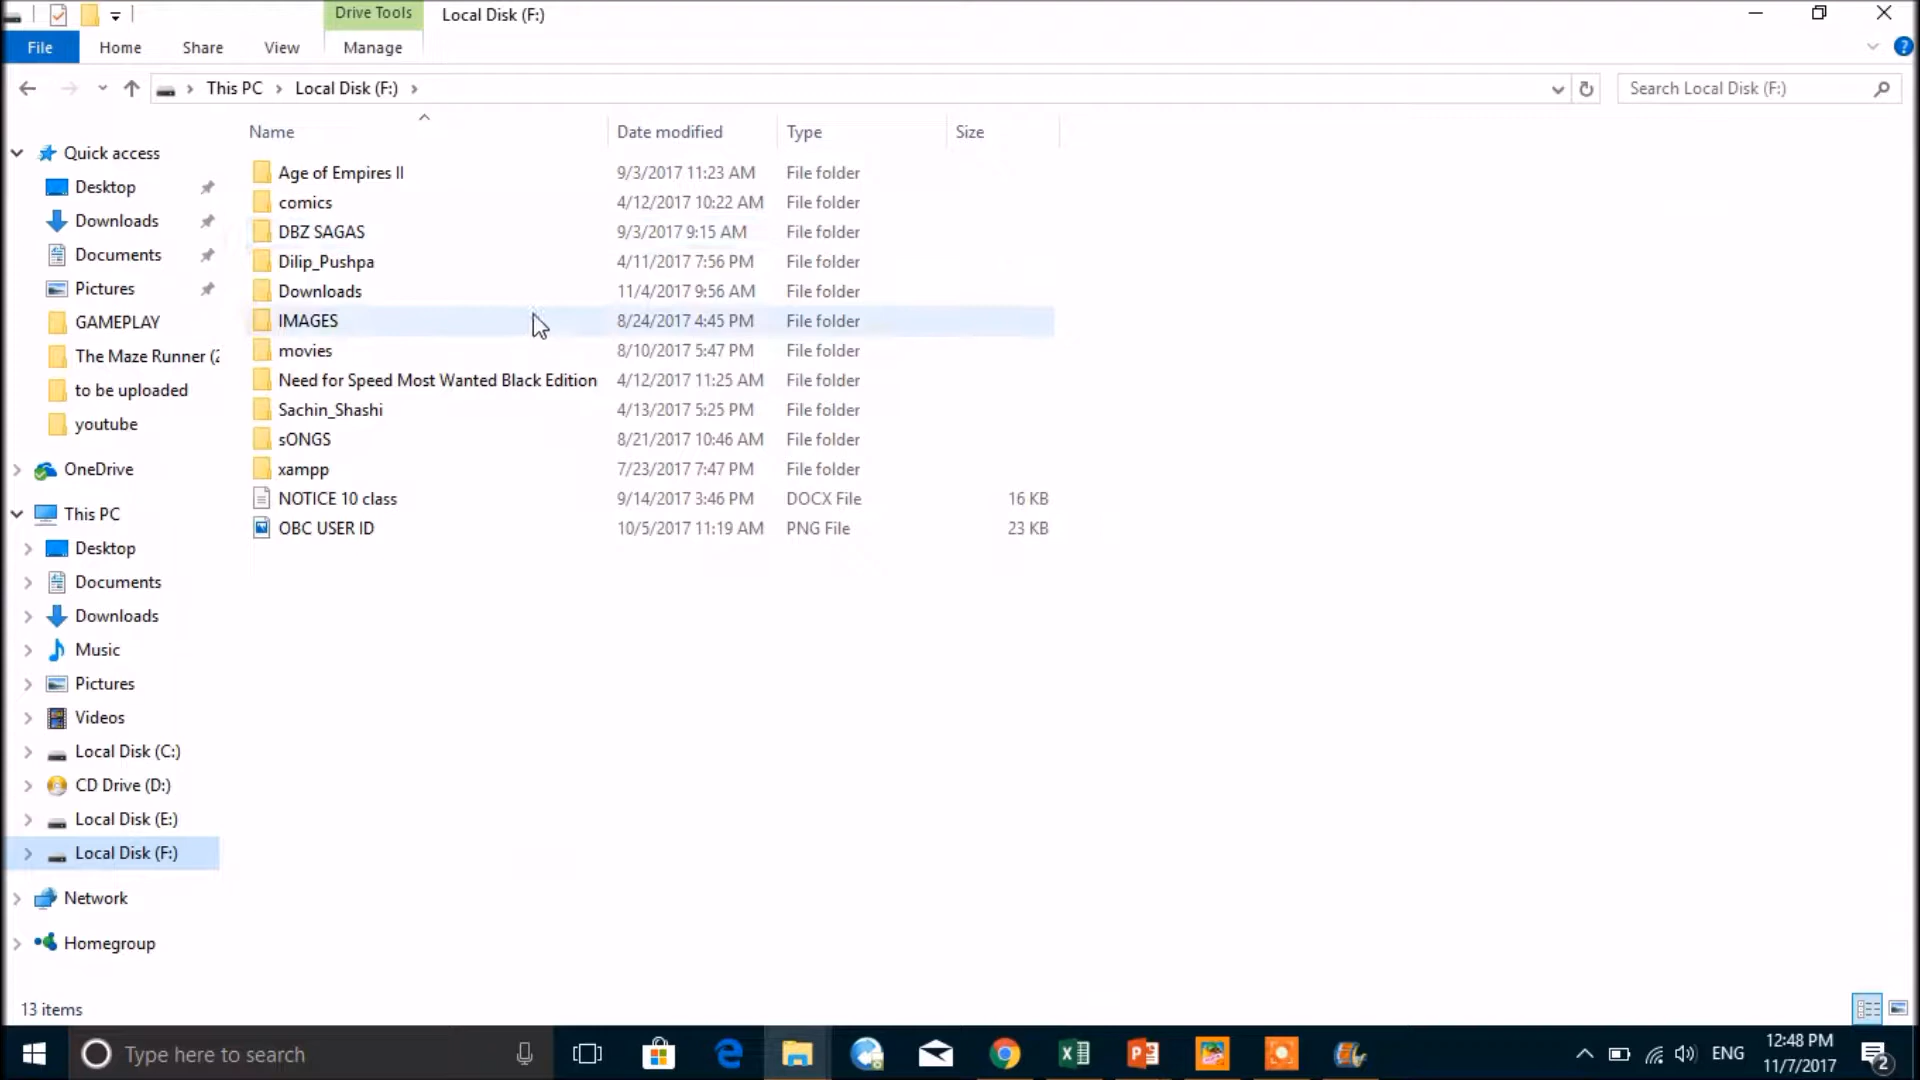 Drive Tools
Local Disk (F:)
File
Home
Share
View
Manage
This PC
Local Disk (F:)
Search Local Disk (F:)
Name
Date modified
Type
Size
Quick access
Desktop
Downloads
Documents
Pictures
GAMEPLAY
The Maze Runner (2
to be uploaded
youtube
OneDrive
This PC
Desktop
Documents
Downloads
Music
Pictures
Videos
Local Disk (C:)
CD Drive (D:)
Local Disk (E:)
Local Disk (F:)
Network
Homegroup
Age of Empires II 9/3/2017 11:23 AM File folder
comics 4/12/2017 10:22 AM File folder
DBZ SAGAS 9/3/2017 9:15 AM File folder
Dilip_Pushpa 4/11/2017 7:56 PM File folder
Downloads 11/4/2017 9:56 AM File folder
IMAGES 8/24/2017 4:45 PM File folder
movies 8/10/2017 5:47 PM File folder
Need for Speed Most Wanted Black Edition 4/12/2017 11:25 AM File folder
Sachin_Shashi 4/13/2017 5:25 PM File folder
sONGS 8/21/2017 10:46 AM File folder
xampp 7/23/2017 7:47 PM File folder
NOTICE 10 class 9/14/2017 3:46 PM DOCX File 16 KB
OBC USER ID 10/5/2017 11:19 AM PNG File 23 KB
13 items
Type here to search
ENG
12:48 PM
11/7/2017
2